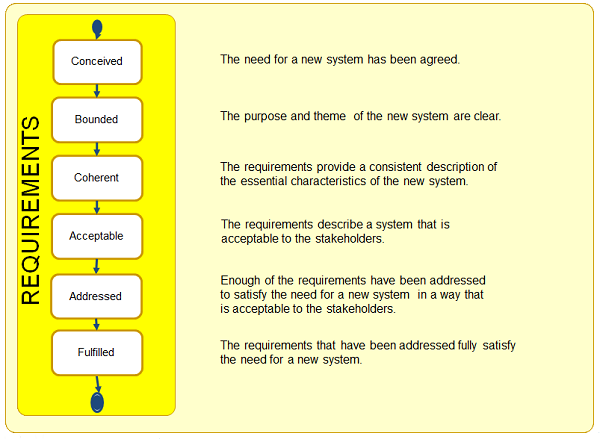 REQUIREMENTS
Conceived
The need for a new system has been agreed.
Bounded
The purpose and theme of the new system are clear.
Coherent
The requirements provide a consistent description of
the essential characteristics of the new system.
Acceptable
The requirements describe a system that is
acceptable to the stakeholders.
Addressed
Enough of the requirements have been addressed
to satisfy the need for a new system in a way that
is acceptable to the stakeholders.
Fulfilled
The requirements that have been addressed fully satisfy
the need for a new system.